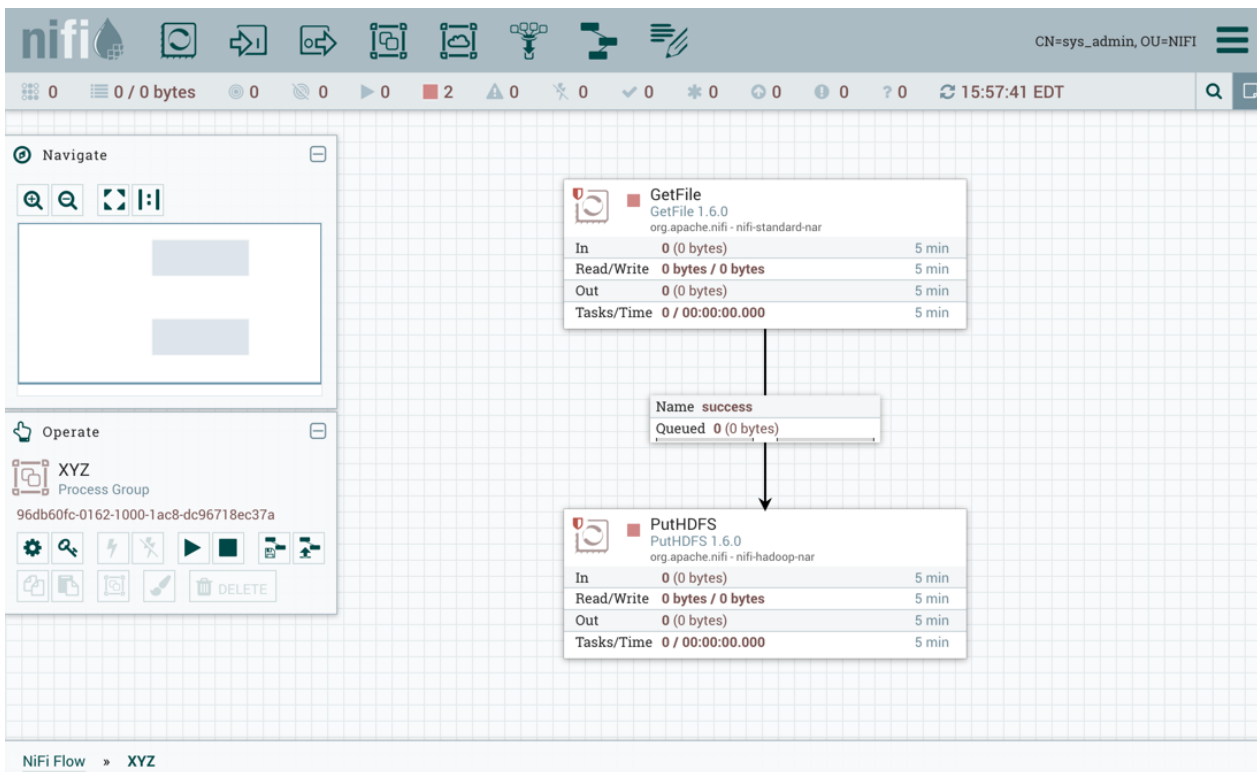 nifi
CN=sys_admin, OU=NIFI
0 0 / 0 bytes 0 0 0 2 0 0 0 0 0 0 ? 0 15:57:41 EDT
Navigate
GetFile
GetFile 1.6.0
org.apache.nifi - nifi-standard-nar
In 0 (0 bytes) 5 min
Read/Write 0 bytes / 0 bytes 5 min
Out 0 (0 bytes) 5 min
Tasks/Time 0 / 00:00:00.000 5 min
Name success
Queued 0 (0 bytes)
Operate
XYZ
Process Group
96db60fc-0162-1000-1ac8-dc96718ec37a
DELETE
PutHDFS
PutHDFS 1.6.0
org.apache.nifi - nifi-hadoop-nar
In 0 (0 bytes) 5 min
Read/Write 0 bytes / 0 bytes 5 min
Out 0 (0 bytes) 5 min
Tasks/Time 0 / 00:00:00.000 5 min
NiFi Flow » XYZ